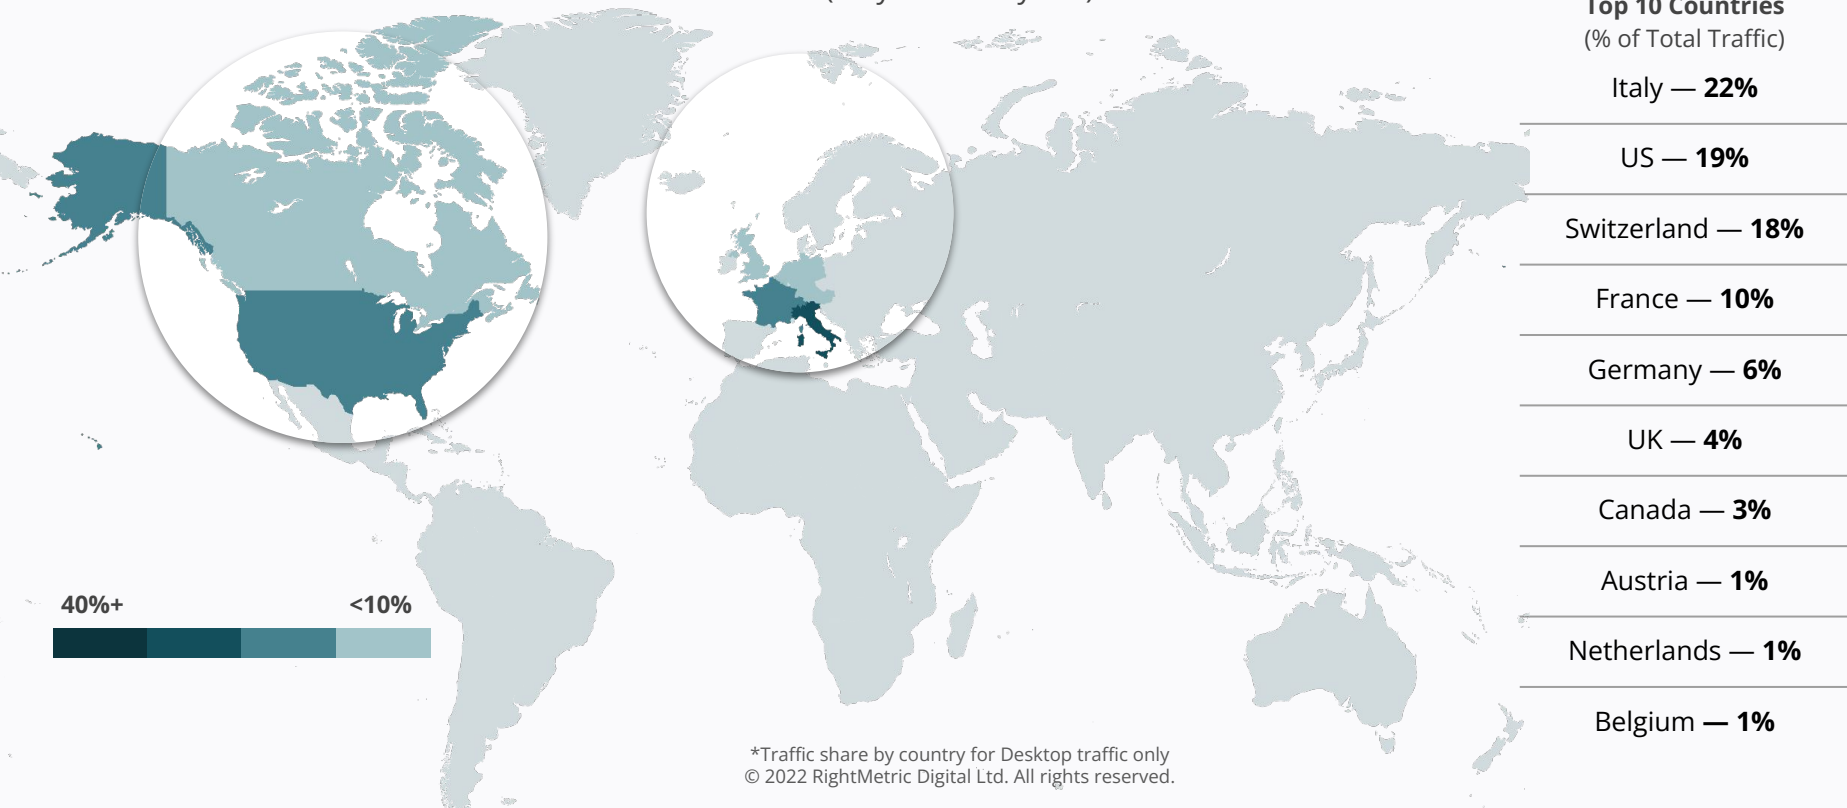 Top 10 Countries
(% of Total Traffic)
Italy — 22%
US — 19%
Switzerland — 18%
France — 10%
Germany — 6%
UK — 4%
Canada — 3%
Austria — 1%
Netherlands — 1%
Belgium — 1%
40%+ <10%
*Traffic share by country for Desktop traffic only
© 2022 RightMetric Digital Ltd. All rights reserved.